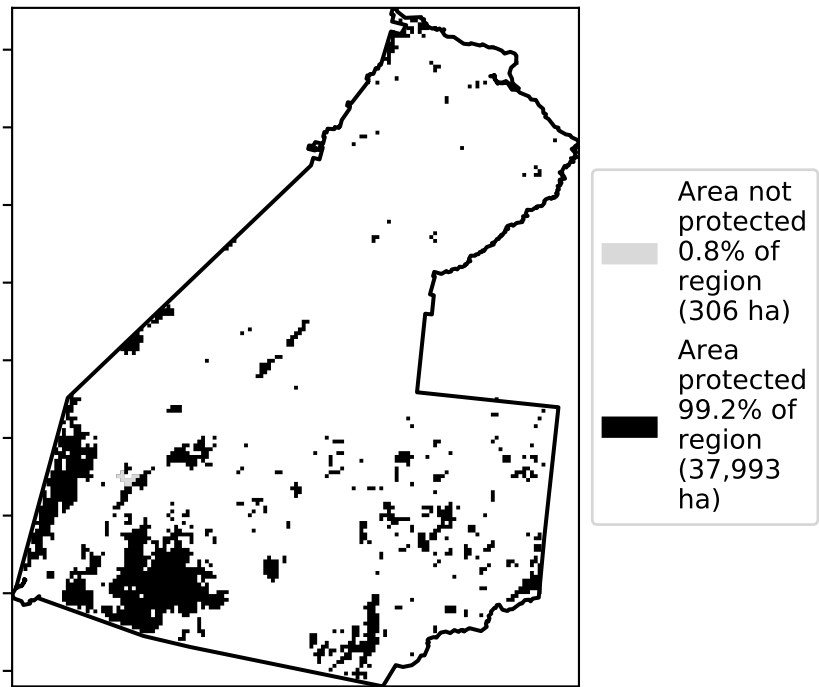 Area not
protected
0.8% of
region
(306 ha)
Area
protected
99.2% of
region
(37,993
ha)